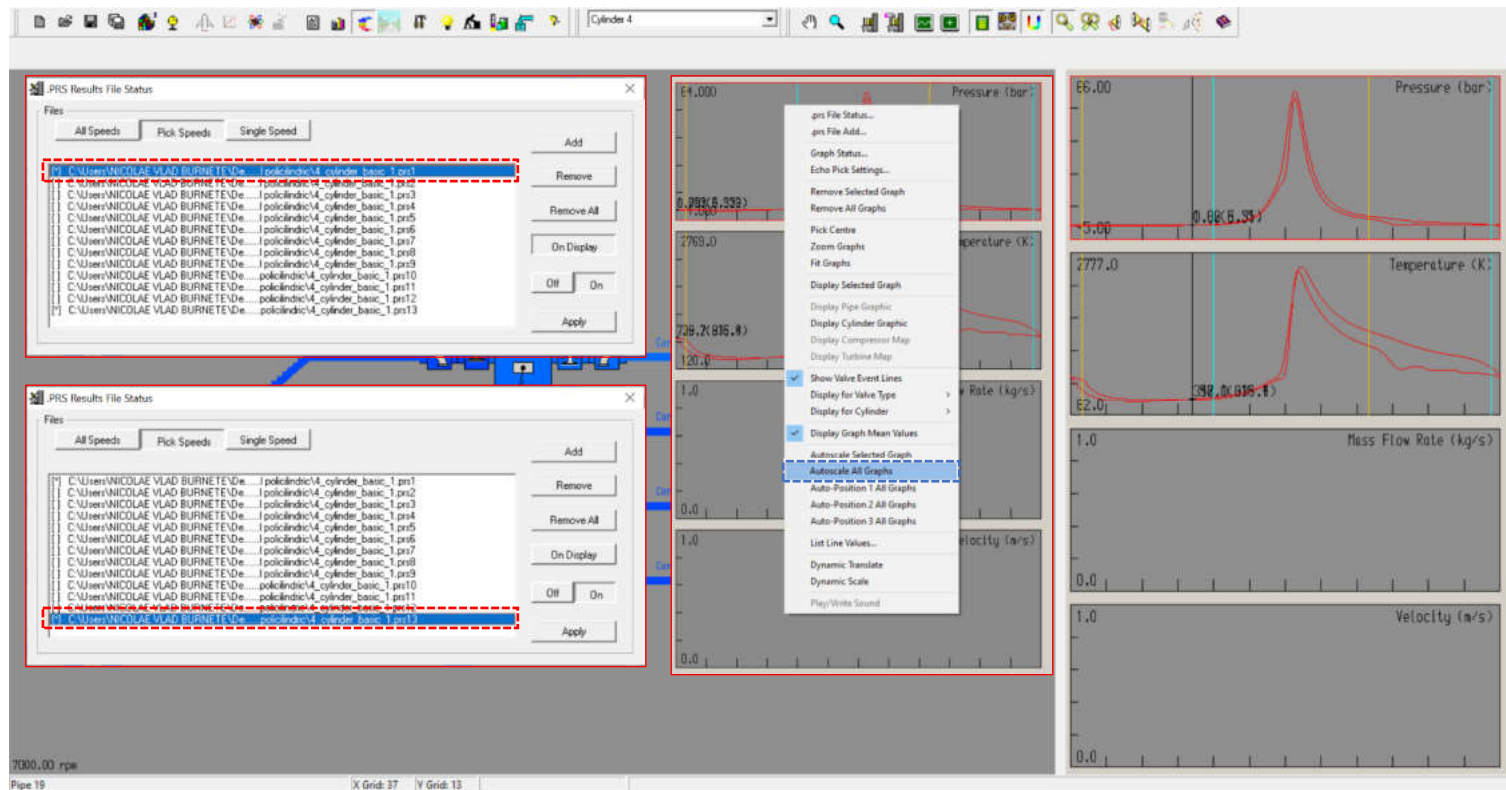 Cylinder 4
.PRS Results File Status
Files
All Speeds
Pick Speeds
Single Speed
[*] C:\Users\NICOLAE VLAD BURNETE\De......l policilindric\4_cylinder_basic_1.prs1
[ ] C:\Users\NICOLAE VLAD BURNETE\De......l policilindric\4_cylinder_basic_1.prs2
[ ] C:\Users\NICOLAE VLAD BURNETE\De......l policilindric\4_cylinder_basic_1.prs3
[ ] C:\Users\NICOLAE VLAD BURNETE\De......l policilindric\4_cylinder_basic_1.prs4
[ ] C:\Users\NICOLAE VLAD BURNETE\De......l policilindric\4_cylinder_basic_1.prs5
[ ] C:\Users\NICOLAE VLAD BURNETE\De......l policilindric\4_cylinder_basic_1.prs6
[ ] C:\Users\NICOLAE VLAD BURNETE\De......l policilindric\4_cylinder_basic_1.prs7
[ ] C:\Users\NICOLAE VLAD BURNETE\De......l policilindric\4_cylinder_basic_1.prs8
[ ] C:\Users\NICOLAE VLAD BURNETE\De......l policilindric\4_cylinder_basic_1.prs9
[ ] C:\Users\NICOLAE VLAD BURNETE\De......policilindric\4_cylinder_basic_1.prs10
[ ] C:\Users\NICOLAE VLAD BURNETE\De......policilindric\4_cylinder_basic_1.prs11
[ ] C:\Users\NICOLAE VLAD BURNETE\De......policilindric\4_cylinder_basic_1.prs12
[*] C:\Users\NICOLAE VLAD BURNETE\De......policilindric\4_cylinder_basic_1.prs13
Add
Remove
Remove All
On Display
Off On
Apply
.PRS Results File Status
Files
All Speeds
Pick Speeds
Single Speed
[*] C:\Users\NICOLAE VLAD BURNETE\De......l policilindric\4_cylinder_basic_1.prs1
[ ] C:\Users\NICOLAE VLAD BURNETE\De......l policilindric\4_cylinder_basic_1.prs2
[ ] C:\Users\NICOLAE VLAD BURNETE\De......l policilindric\4_cylinder_basic_1.prs3
[ ] C:\Users\NICOLAE VLAD BURNETE\De......l policilindric\4_cylinder_basic_1.prs4
[ ] C:\Users\NICOLAE VLAD BURNETE\De......l policilindric\4_cylinder_basic_1.prs5
[ ] C:\Users\NICOLAE VLAD BURNETE\De......l policilindric\4_cylinder_basic_1.prs6
[ ] C:\Users\NICOLAE VLAD BURNETE\De......l policilindric\4_cylinder_basic_1.prs7
[ ] C:\Users\NICOLAE VLAD BURNETE\De......l policilindric\4_cylinder_basic_1.prs8
[ ] C:\Users\NICOLAE VLAD BURNETE\De......l policilindric\4_cylinder_basic_1.prs9
[ ] C:\Users\NICOLAE VLAD BURNETE\De......policilindric\4_cylinder_basic_1.prs10
[ ] C:\Users\NICOLAE VLAD BURNETE\De......policilindric\4_cylinder_basic_1.prs11
[ ] C:\Users\NICOLAE VLAD BURNETE\De......policilindric\4_cylinder_basic_1.prs12
[*] C:\Users\NICOLAE VLAD BURNETE\De......policilindric\4_cylinder_basic_1.prs13
Add
Remove
Remove All
On Display
Off On
Apply
E4.000 Pressure (bar)
2769.0 mperature (K)
120.0
1.0 w Rate (kg/s)
0.0
1.0 elocity (m/s)
0.0
.prs File Status...
.prs File Add...
Graph Status...
Echo Pick Settings...
Remove Selected Graph
Remove All Graphs
Pick Centre
Zoom Graphs
Fit Graphs
Display Selected Graph
Display Pipe Graphic
Display Cylinder Graphic
Display Compressor Map
Display Turbine Map
Show Valve Event Lines
Display for Valve Type
Display for Cylinder
Display Graph Mean Values
Autoscale Selected Graph
Autoscale All Graphs
Auto-Position 1 All Graphs
Auto-Position 2 All Graphs
Auto-Position 3 All Graphs
List Line Values...
Dynamic Translate
Dynamic Scale
Play/Write Sound
E6.00 Pressure (bar)
-5.00
2777.0 Temperature (K)
E2.0
1.0 Mass Flow Rate (kg/s)
0.0
1.0 Velocity (m/s)
0.0
7000.00 rpm
Pipe 19 X Grid: 37 Y Grid: 13